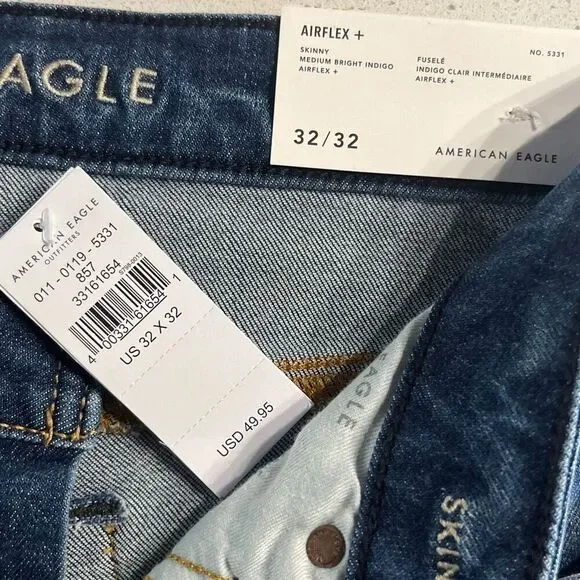 EAGLE
AIRFLEX +
SKINNY
MEDIUM BRIGHT INDIGO
AIRFLEX +
FUSELÉ
INDIGO CLAIR INTERMÉDIAIRE
AIRFLEX +
NO. 5331
32/32
AMERICAN EAGLE
AMERICAN EAGLE
OUTFITTERS
011 - 0119 - 5331
857
33161654
4 00331 61654 1
US 32 X 32
USD 49.95
EAGLE
SKIN